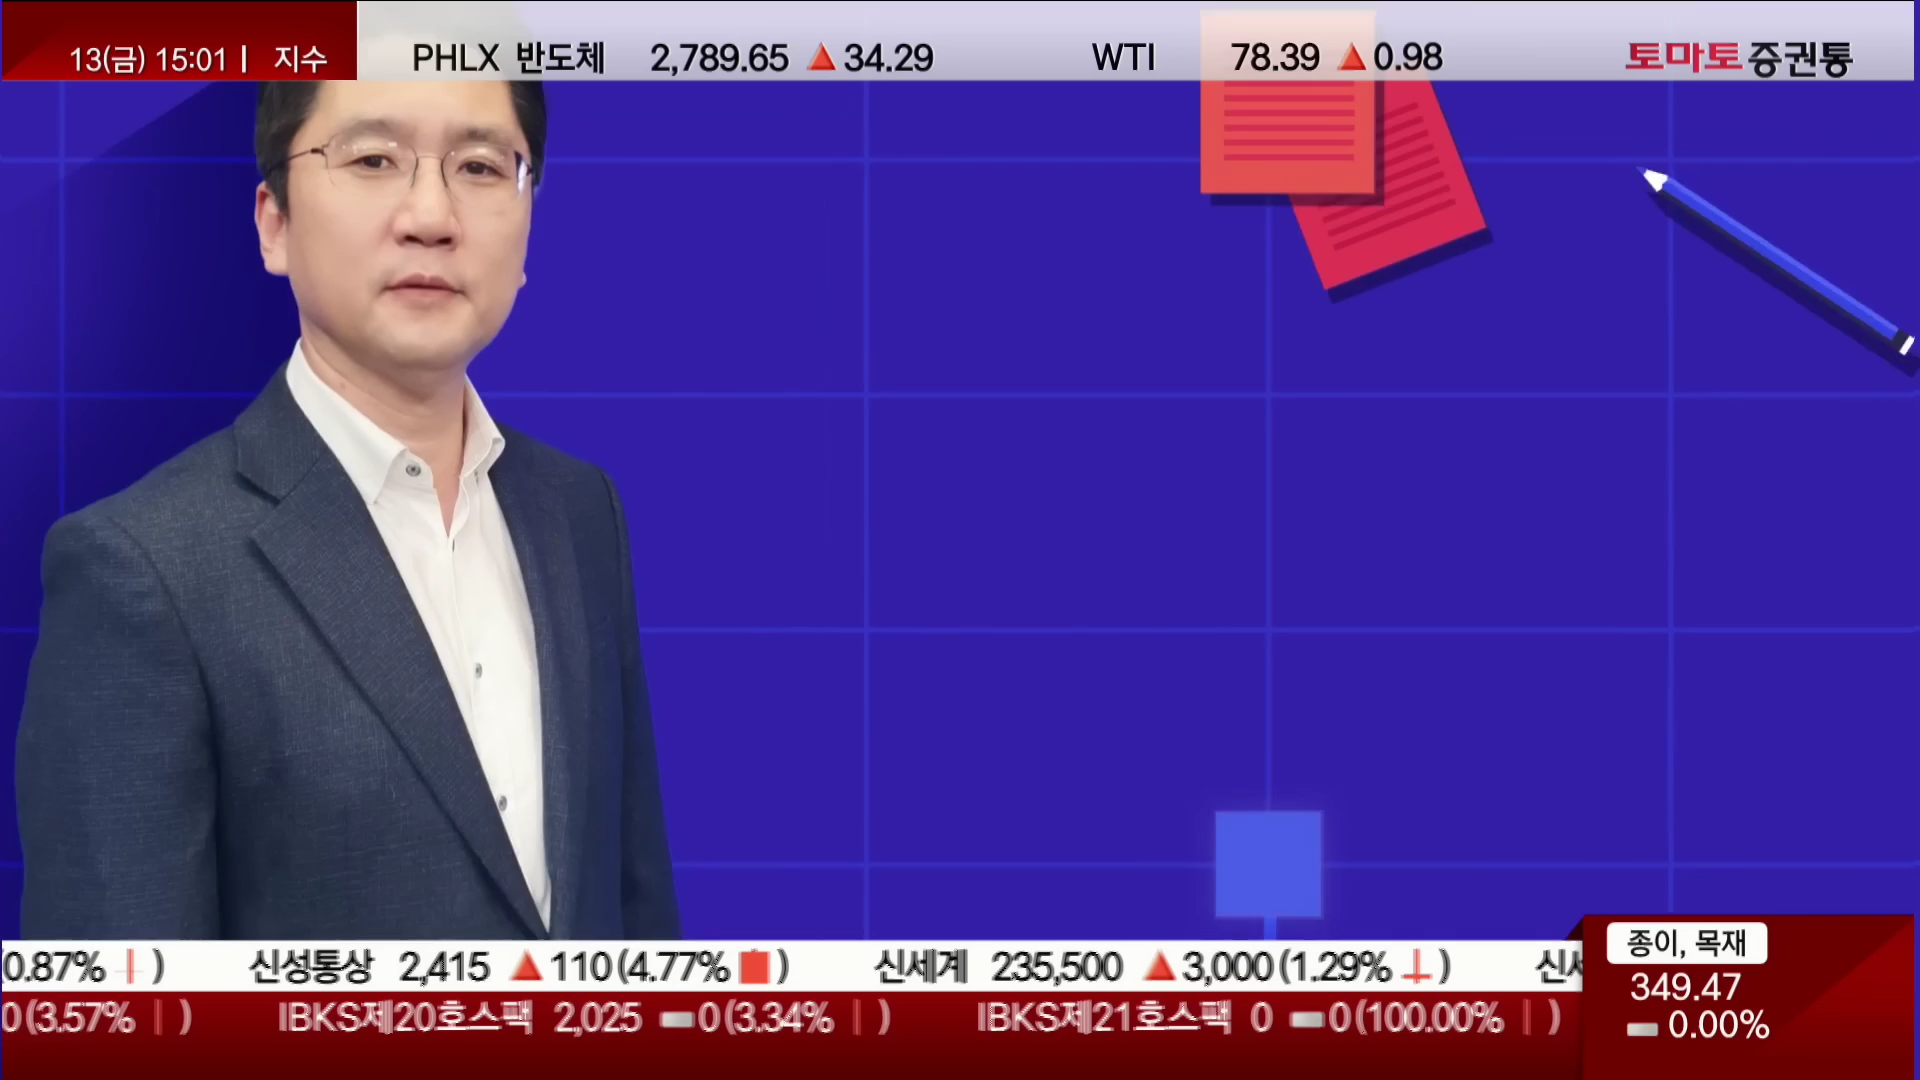 13(금) 15:01 | 지수 PHLX 반도체 2,789.65 ▲ 34.29 WTI 78.39 ▲ 0.98 토마토증권통
0.87% ) 신성통상 2,415 ▲ 110 (4.77% ) 신세계 235,500 ▲ 3,000 (1.29% ) 신세
0 (3.57% ) IBKS제20호스팩 2,025 0 (3.34% ) IBKS제21호스팩 0 0 (100.00% )
종이, 목재
349.47
0.00%